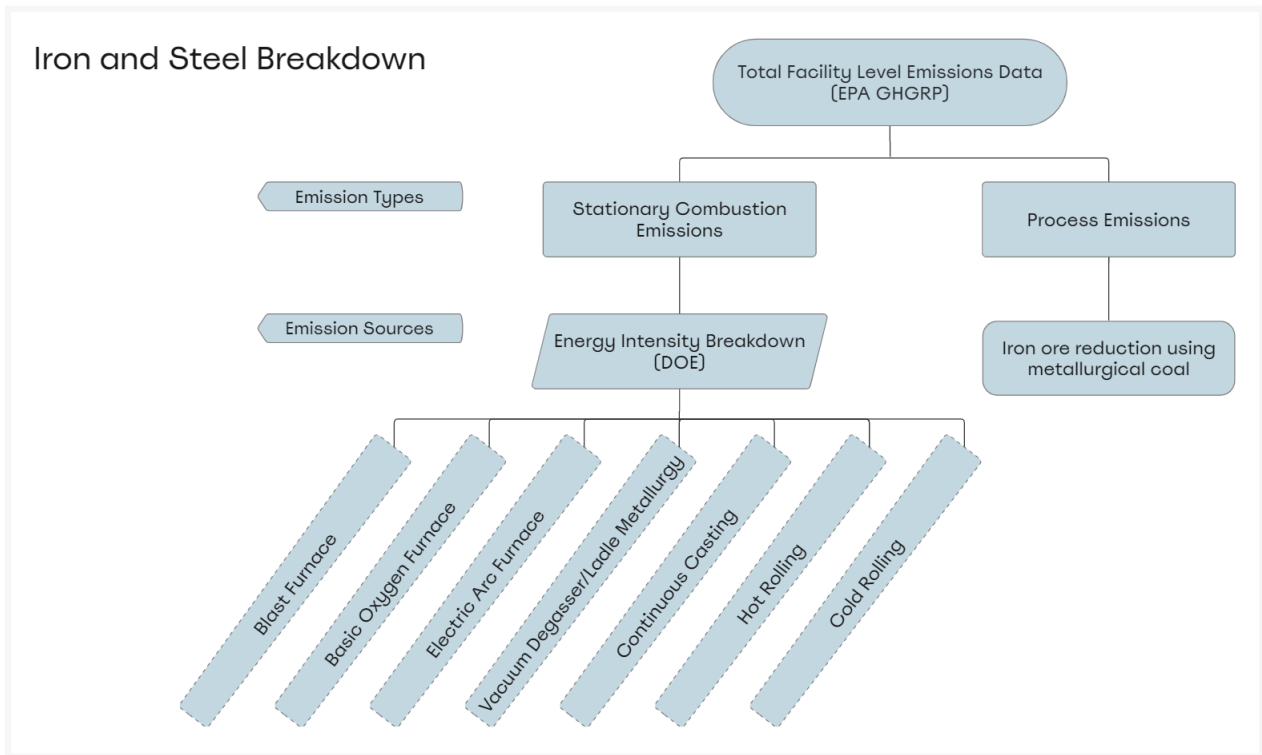 Iron and Steel Breakdown
Total Facility Level Emissions Data
(EPA GHGRP)
Emission Types
Stationary Combustion
Emissions
Process Emissions
Emission Sources
Energy Intensity Breakdown
(DOE)
Iron ore reduction using
metallurgical coal
Blast Furnace
Basic Oxygen Furnace
Electric Arc Furnace
Vacuum Degasser/Ladle Metallurgy
Continuous Casting
Hot Rolling
Cold Rolling